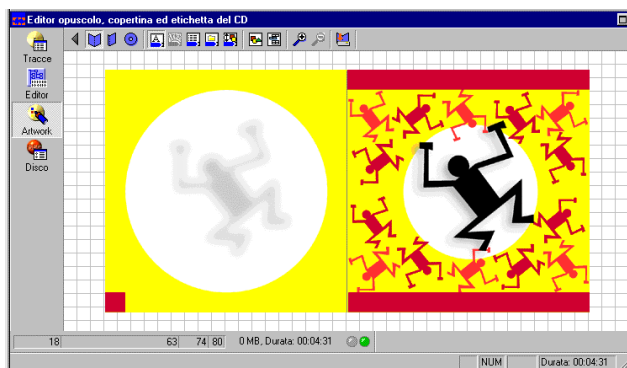 Editor opuscolo, copertina ed etichetta del CD
Tracce
Editor
Artwork
Disco
18 63 74 80 0 MB, Durata: 00:04:31
NUM Durata: 00:04:31